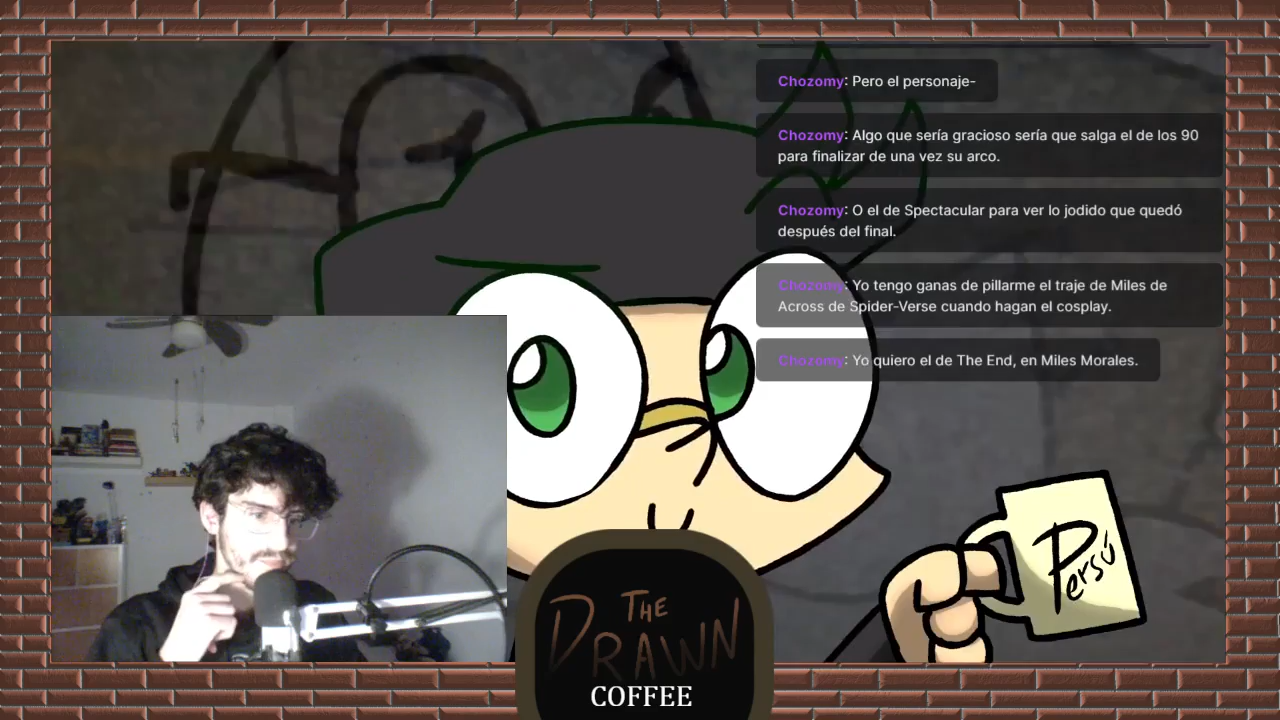 Chozomy: Pero el personaje-
Chozomy: Algo que sería gracioso sería que salga el de los 90
para finalizar de una vez su arco.
Chozomy: O el de Spectacular para ver lo jodido que quedó
después del final.
Chozomy: Yo tengo ganas de pillarme el traje de Miles de
Across de Spider-Verse cuando hagan el cosplay.
Chozomy: Yo quiero el de The End, en Miles Morales.
Persú
THE
DRAWN
COFFEE